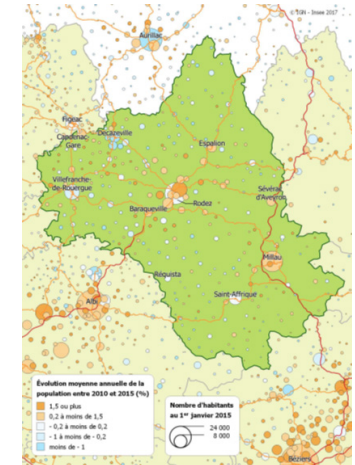 © IGN - Insee 2017
Aurillac
Figeac
Capdenac
Gare
Decazeville
Espalion
Villefranche
de-Rouergue
Rodez
Baraqueville
Sévérac
d'Aveyron
Millau
Réquista
Saint-Affrique
Albi
Béziers
Évolution moyenne annuelle de la
population entre 2010 et 2015 (%)
1,5 ou plus
0,2 à moins de 1,5
- 0,2 à moins de 0,2
- 1 à moins de - 0,2
moins de - 1
Nombre d'habitants
au 1er janvier 2015
24 000
8 000